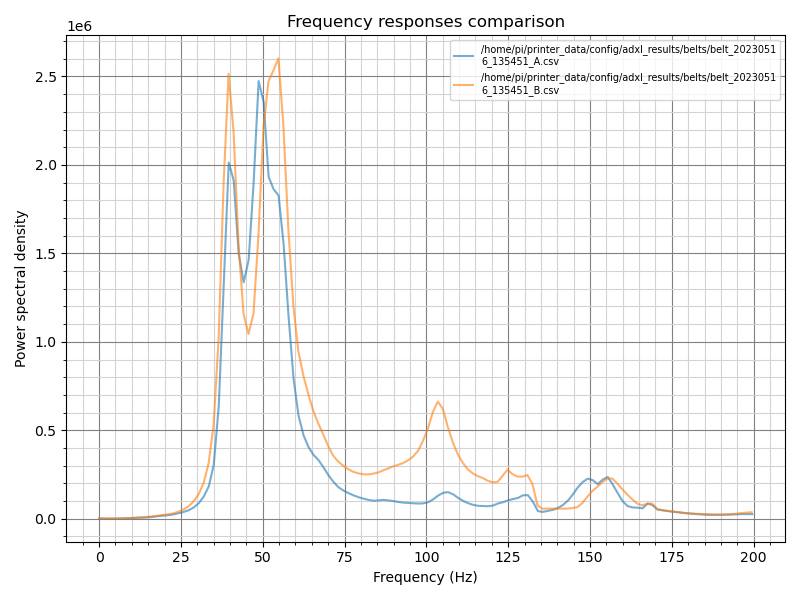 Frequency responses comparison
1e6
/home/pi/printer_data/config/adxl_results/belts/belt_2023051
6_135451_A.csv
/home/pi/printer_data/config/adxl_results/belts/belt_2023051
6_135451_B.csv
2.5
2.0
1.5
1.0
0.5
0.0
Power spectral density
0 25 50 75 100 125 150 175 200
Frequency (Hz)